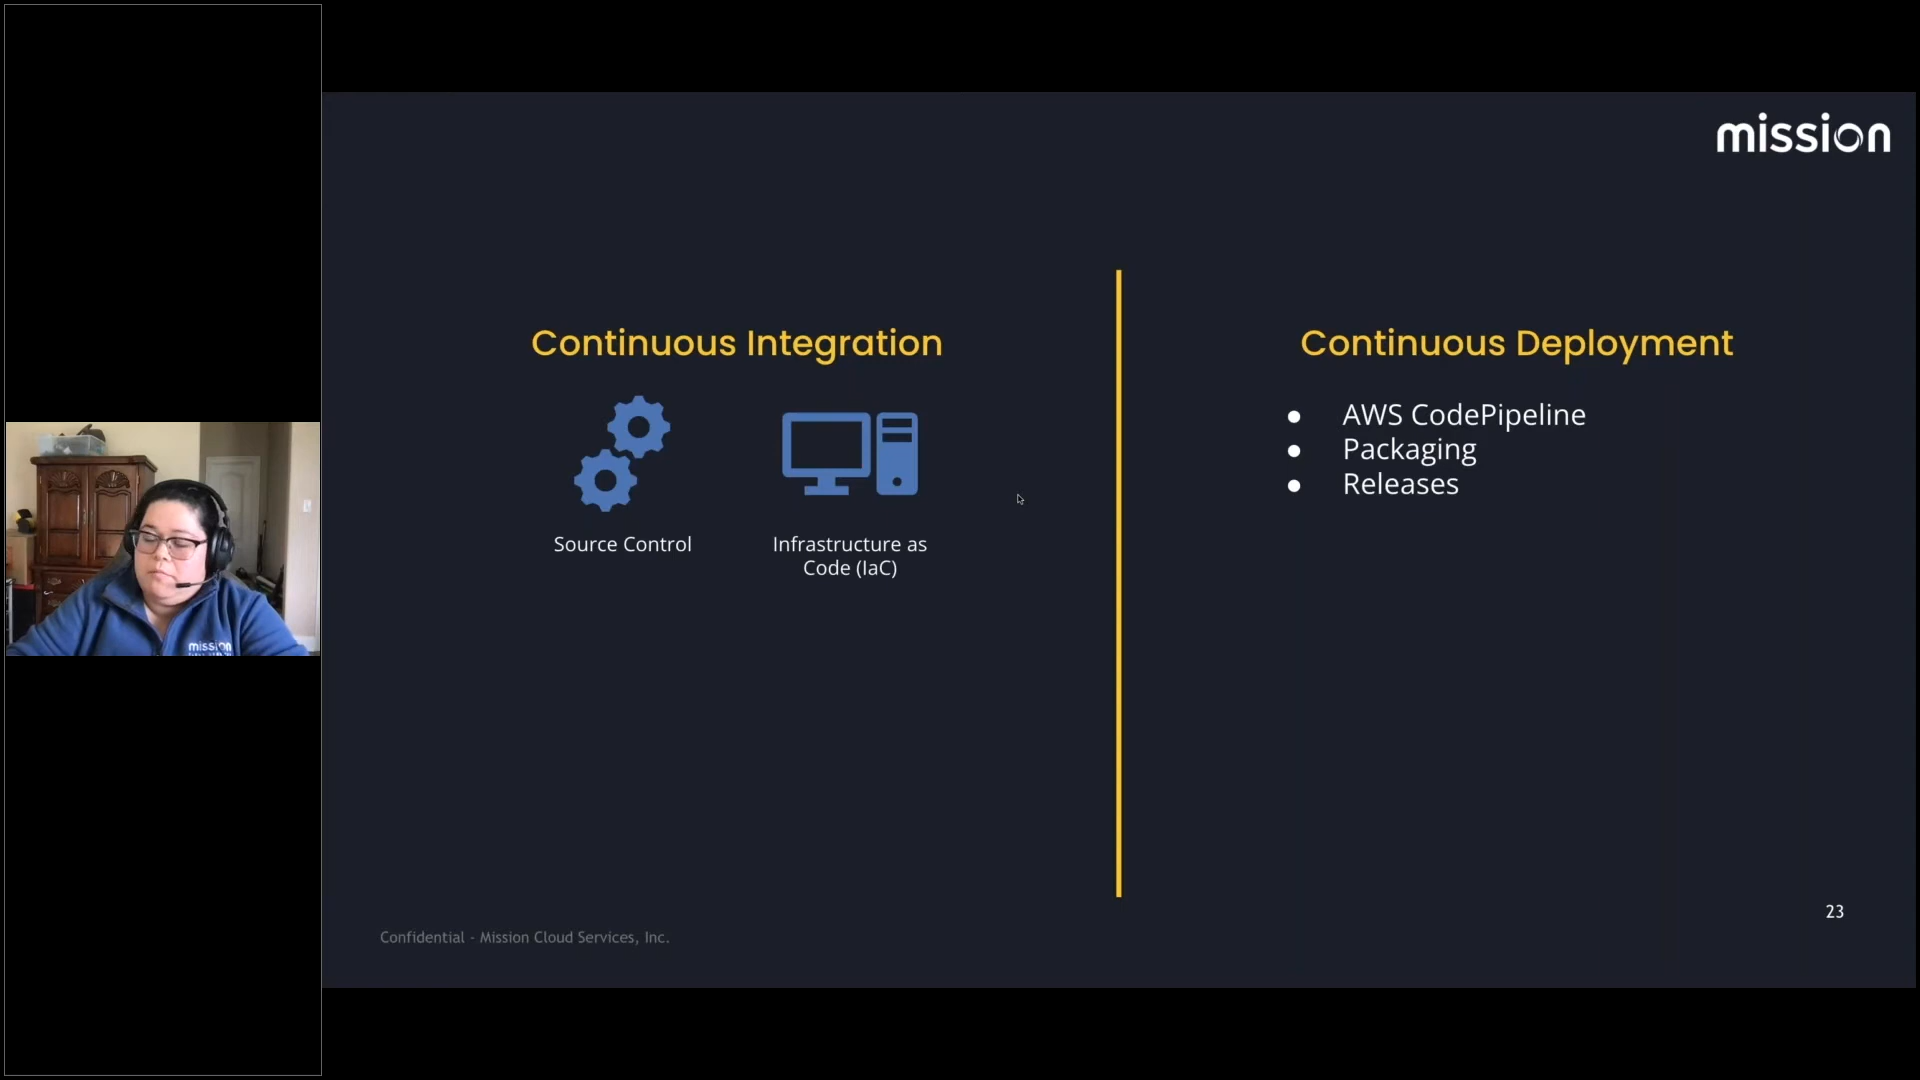 mission
Continuous Integration
Source Control
Infrastructure as
Code (IaC)
Continuous Deployment
● AWS CodePipeline
● Packaging
● Releases
mission
23
Confidential - Mission Cloud Services, Inc.